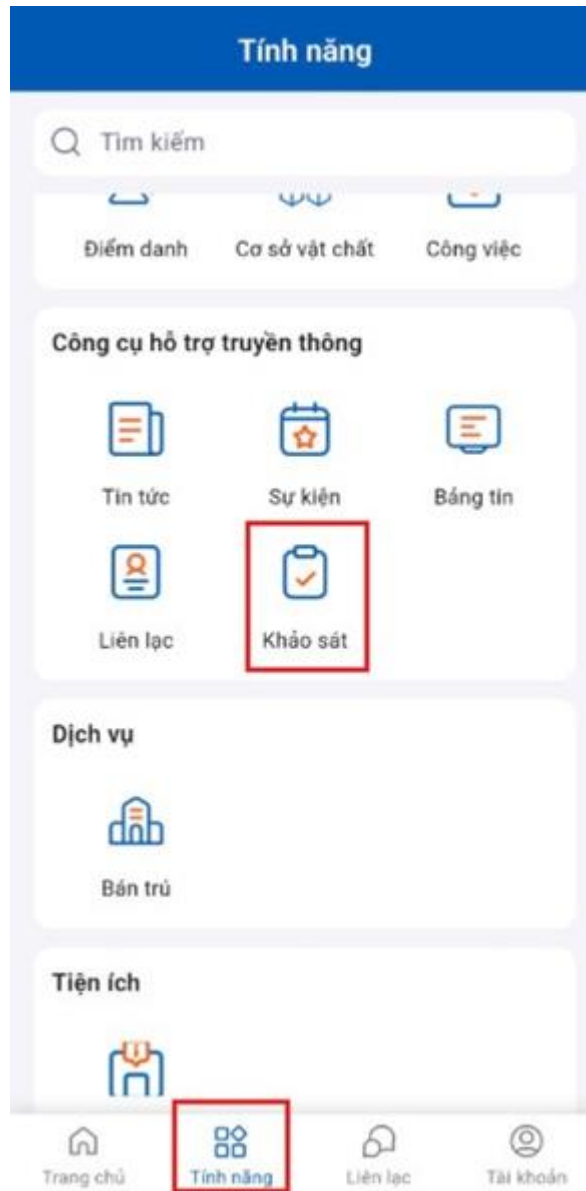 Tính năng
Tìm kiếm
Điểm danh Cơ sở vật chất Công việc
Công cụ hỗ trợ truyền thông
Tin tức Sự kiện Bảng tin
Liên lạc Khảo sát
Dịch vụ
Bán trú
Tiện ích
Trang chủ Tính năng Liên lạc Tài khoản